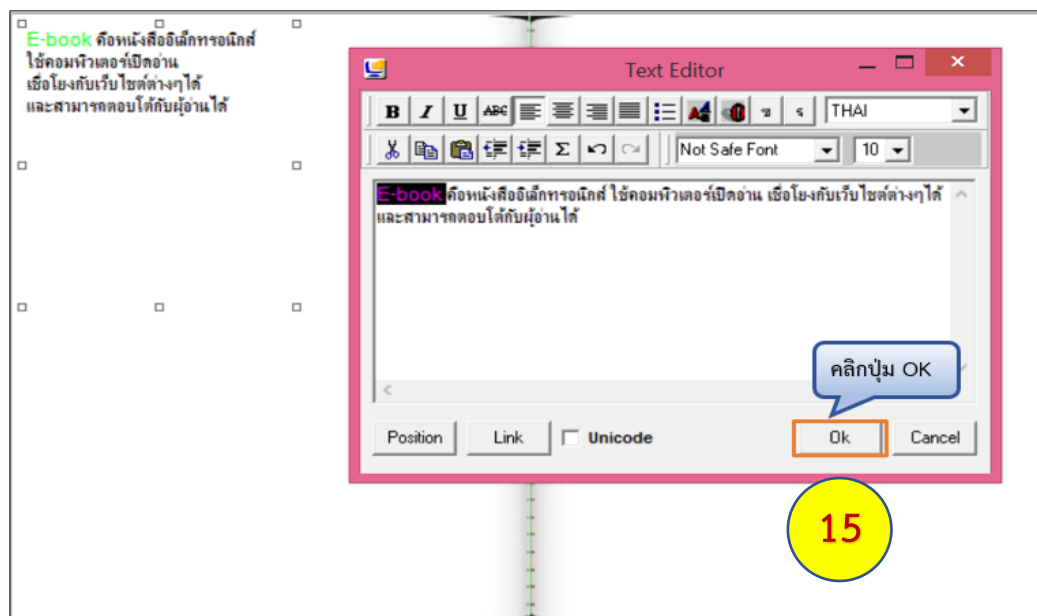 E-book คือหนังสืออิเล็กทรอนิกส์
ใช้คอมพิวเตอร์เปิดอ่าน
เชื่อโยงกับเว็บไซต์ต่างๆได้
และสามารถตอบโต้กับผู้อ่านได้
Text Editor
B I U ABC THAI
Σ Not Safe Font 10
E-book คือหนังสืออิเล็กทรอนิกส์ ใช้คอมพิวเตอร์เปิดอ่าน เชื่อโยงกับเว็บไซต์ต่างๆได้
และสามารถตอบโต้กับผู้อ่านได้
คลิกปุ่ม OK
Position Link Unicode Ok Cancel
15